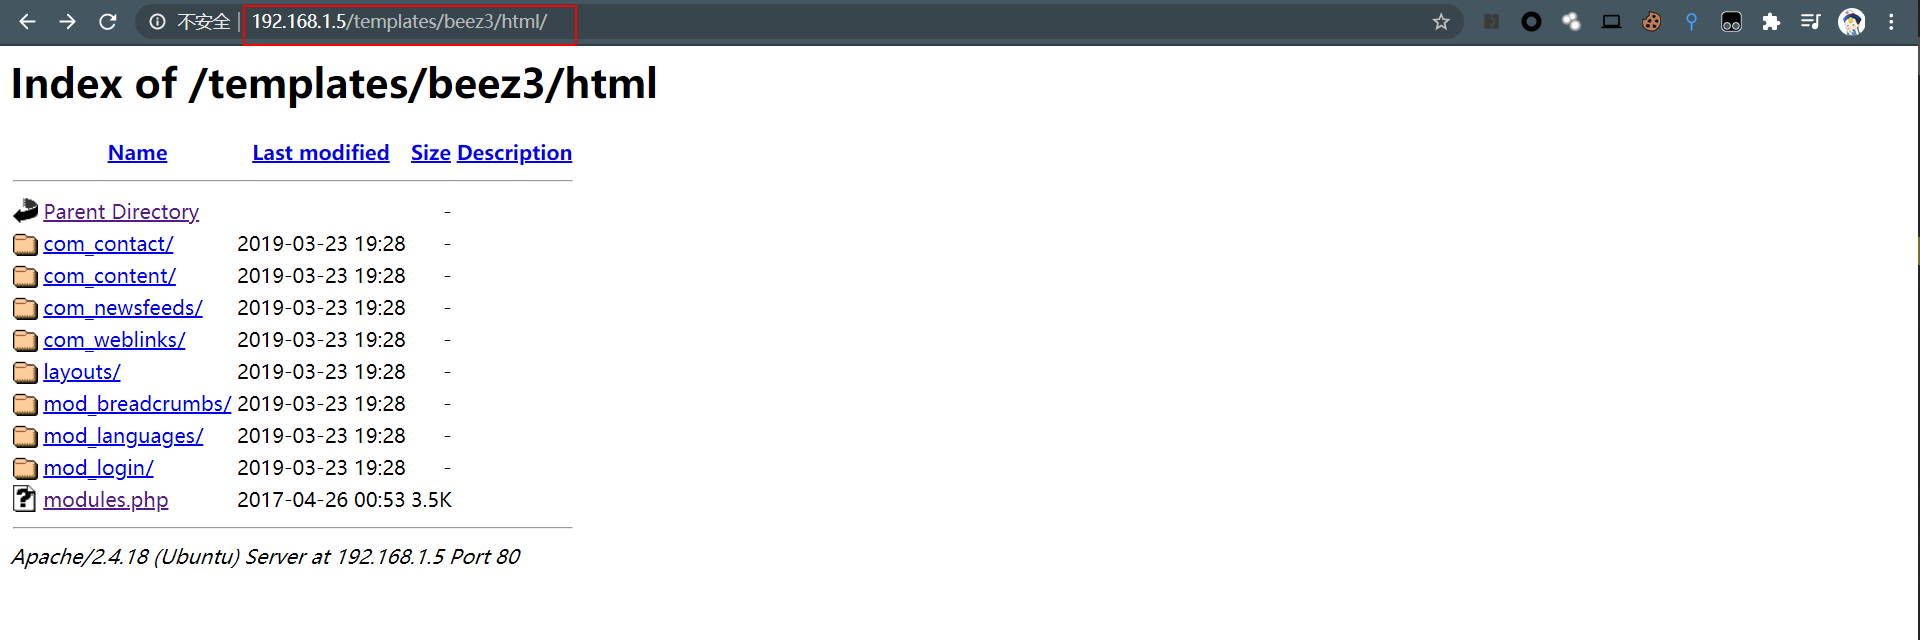 不安全 | 192.168.1.5/templates/beez3/html/
Index of /templates/beez3/html
Name Last modified Size Description
Parent Directory -
com_contact/ 2019-03-23 19:28 -
com_content/ 2019-03-23 19:28 -
com_newsfeeds/ 2019-03-23 19:28 -
com_weblinks/ 2019-03-23 19:28 -
layouts/ 2019-03-23 19:28 -
mod_breadcrumbs/ 2019-03-23 19:28 -
mod_languages/ 2019-03-23 19:28 -
mod_login/ 2019-03-23 19:28 -
modules.php 2017-04-26 00:53 3.5K
Apache/2.4.18 (Ubuntu) Server at 192.168.1.5 Port 80